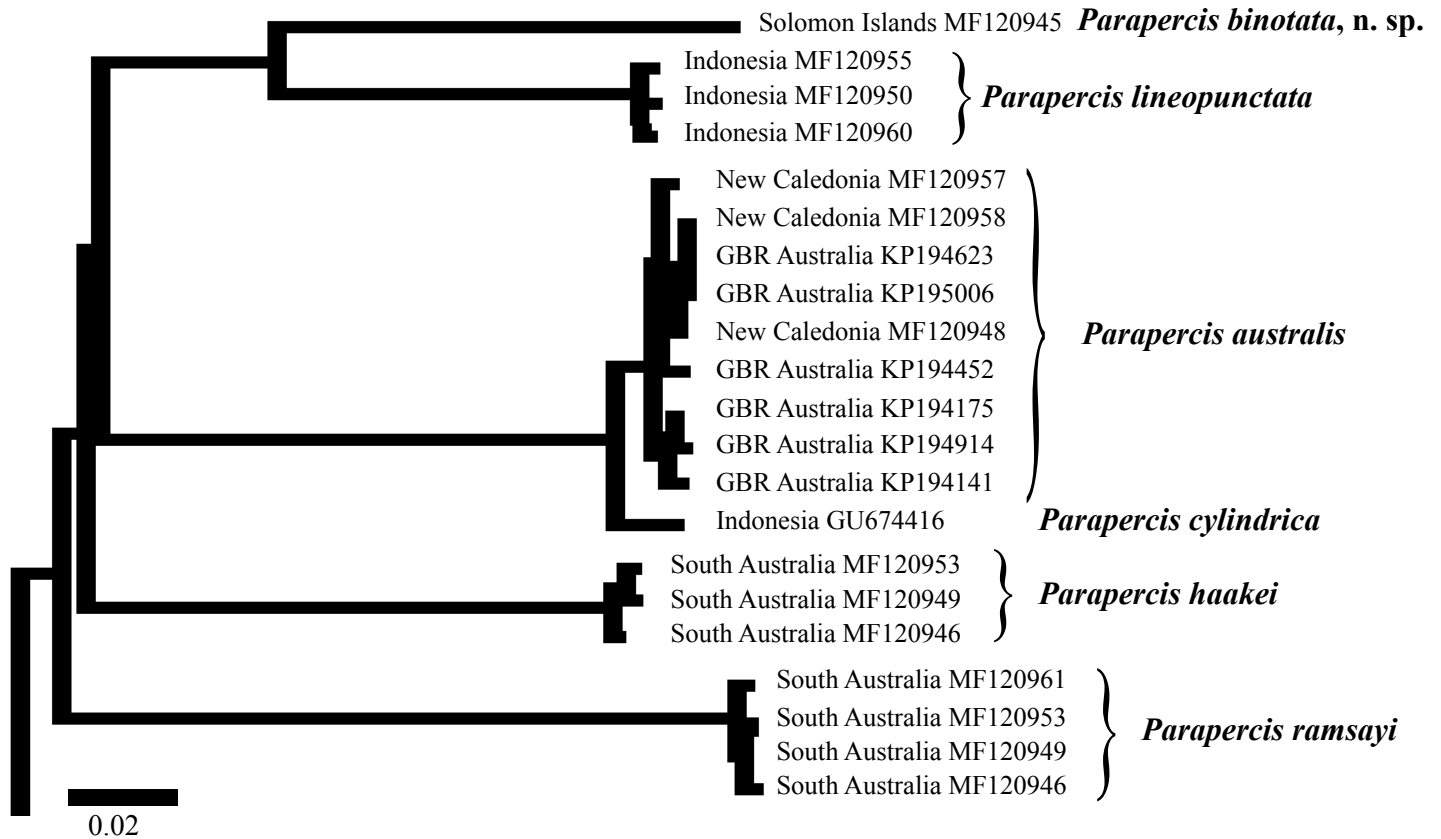 Solomon Islands MF120945 Parapercis binotata, n. sp.
Indonesia MF120955
Indonesia MF120950
Indonesia MF120960
Parapercis lineopunctata
New Caledonia MF120957
New Caledonia MF120958
GBR Australia KP194623
GBR Australia KP195006
New Caledonia MF120948
GBR Australia KP194452
GBR Australia KP194175
GBR Australia KP194914
GBR Australia KP194141
Parapercis australis
Indonesia GU674416 Parapercis cylindrica
South Australia MF120953
South Australia MF120949
South Australia MF120946
Parapercis haakei
South Australia MF120961
South Australia MF120953
South Australia MF120949
South Australia MF120946
Parapercis ramsayi
0.02